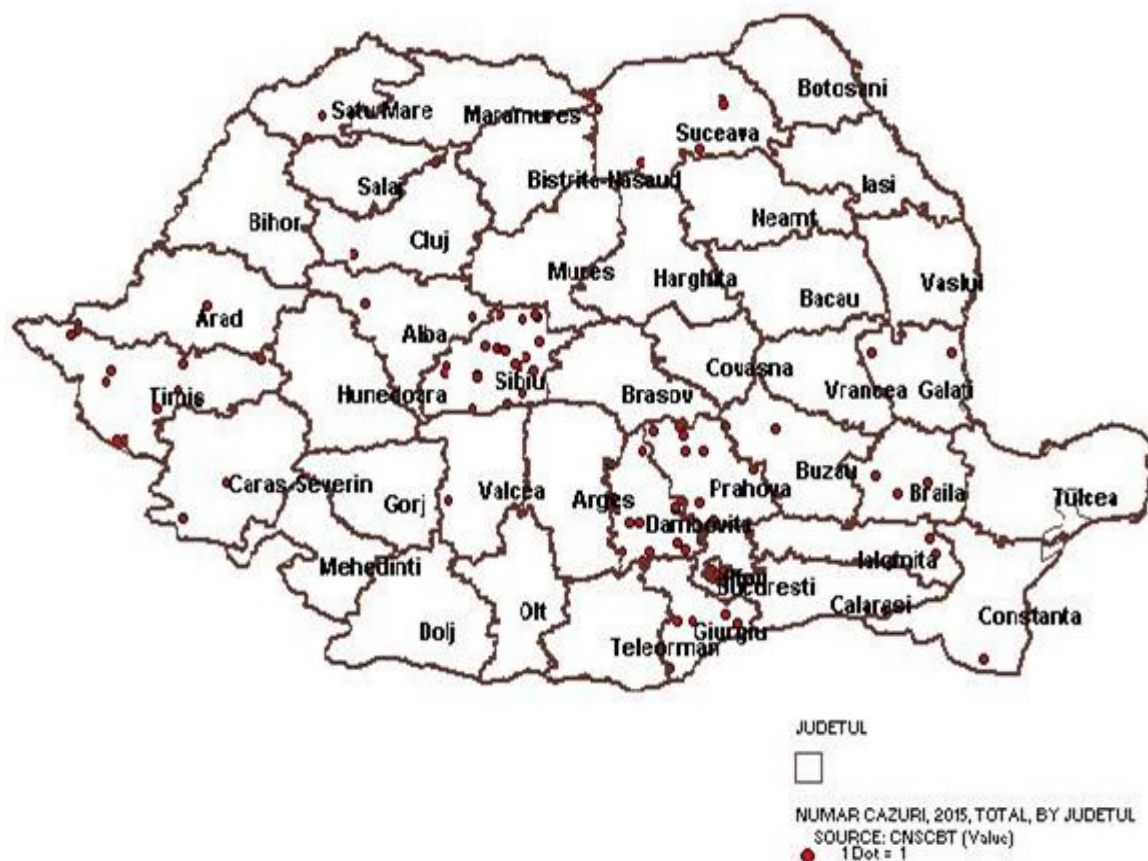 Botosani
Satu Mare
Maramures
Suceava
Salaj
Bistrita-Nasaud
Iasi
Bihor
Cluj
Neamt
Mures
Harghita
Bacau
Vaslui
Arad
Alba
Covasna
Timis
Hunedoara
Sibiu
Brasov
Vrancea
Galati
Caras-Severin
Gorj
Valcea
Arges
Prahova
Buzau
Braila
Tulcea
Dambovita
Mehedinti
Ialomita
Bucuresti
Calarasi
Constanta
Dolj
Olt
Teleorman
Giurgiu
JUDETUL
NUMAR CAZURI, 2015, TOTAL, BY JUDETUL
SOURCE: CNSCBT (Value)
1 Dot = 1